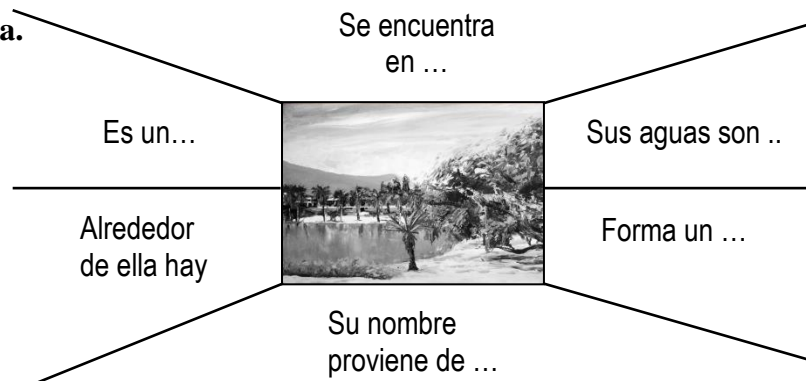 a.
Se encuentra
en …
Es un…
Sus aguas son ..
Alrededor
de ella hay
Forma un …
Su nombre
proviene de …